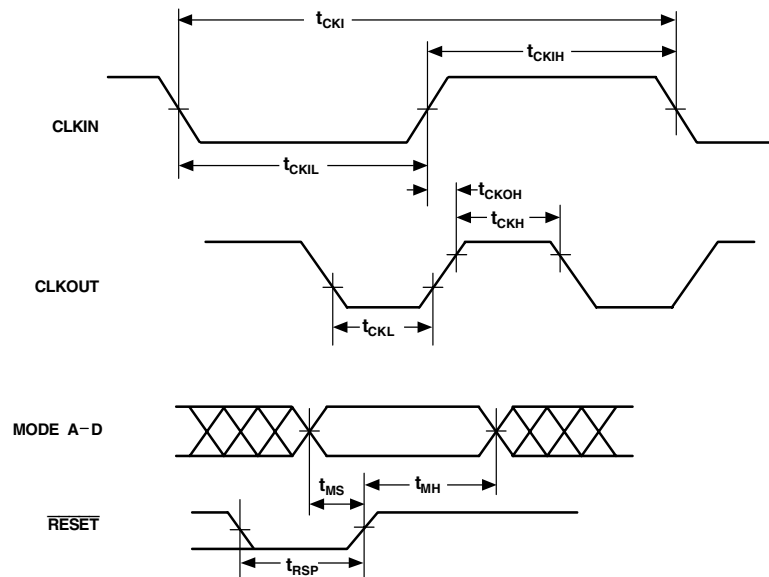 tCKI
tCKIH
CLKIN
tCKIL
tCKOH
tCKH
CLKOUT
tCKL
MODE A–D
tMS
tMH
RESET
tRSP